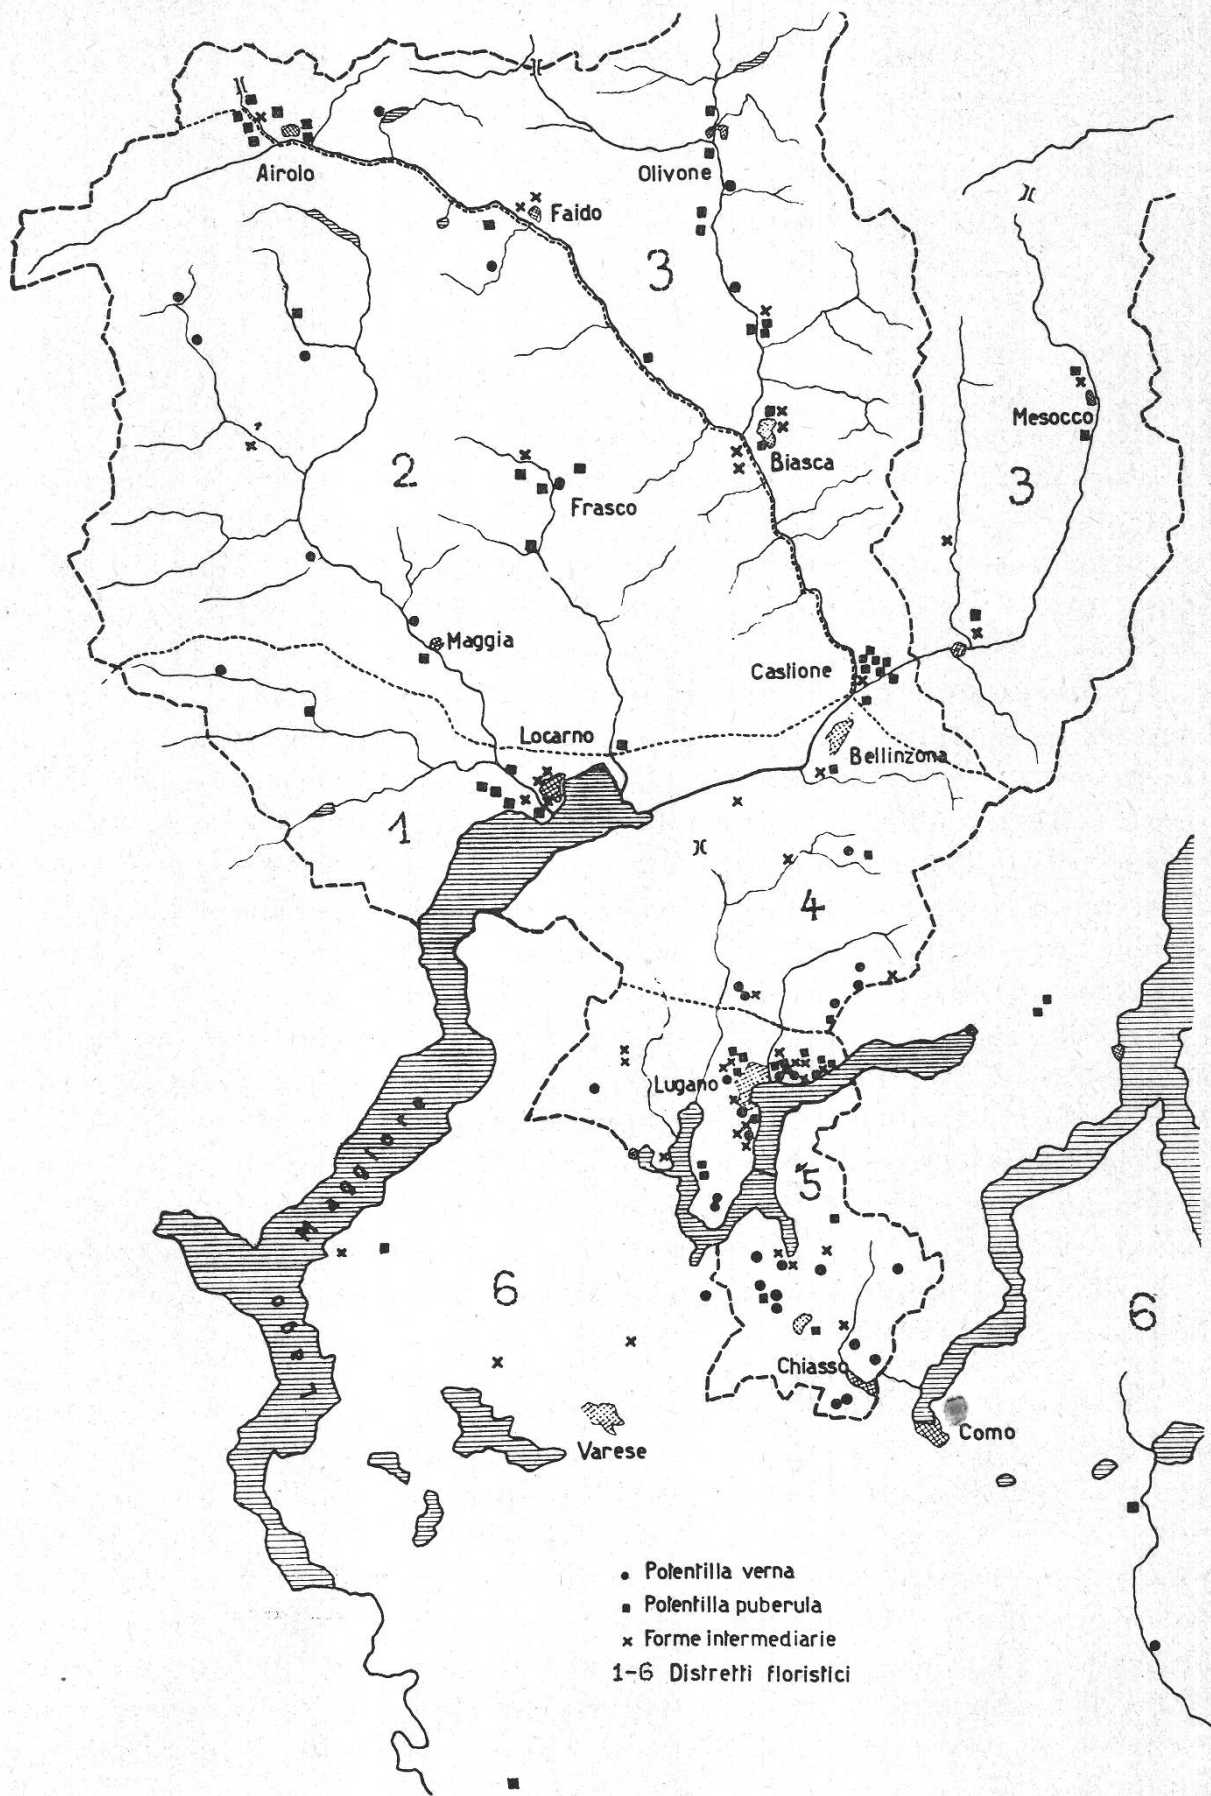 Airolo
Olivone
Faido
3
Mesocco
2
Biasca
3
Frasco
Maggia
Castione
Locarno
Bellinzona
1
4
Lugano
5
Lago Maggiore
6
6
Chiasso
Como
Varese
Potentilla verna
Potentilla puberula
x Forme intermediarie
1-6 Distretti floristici